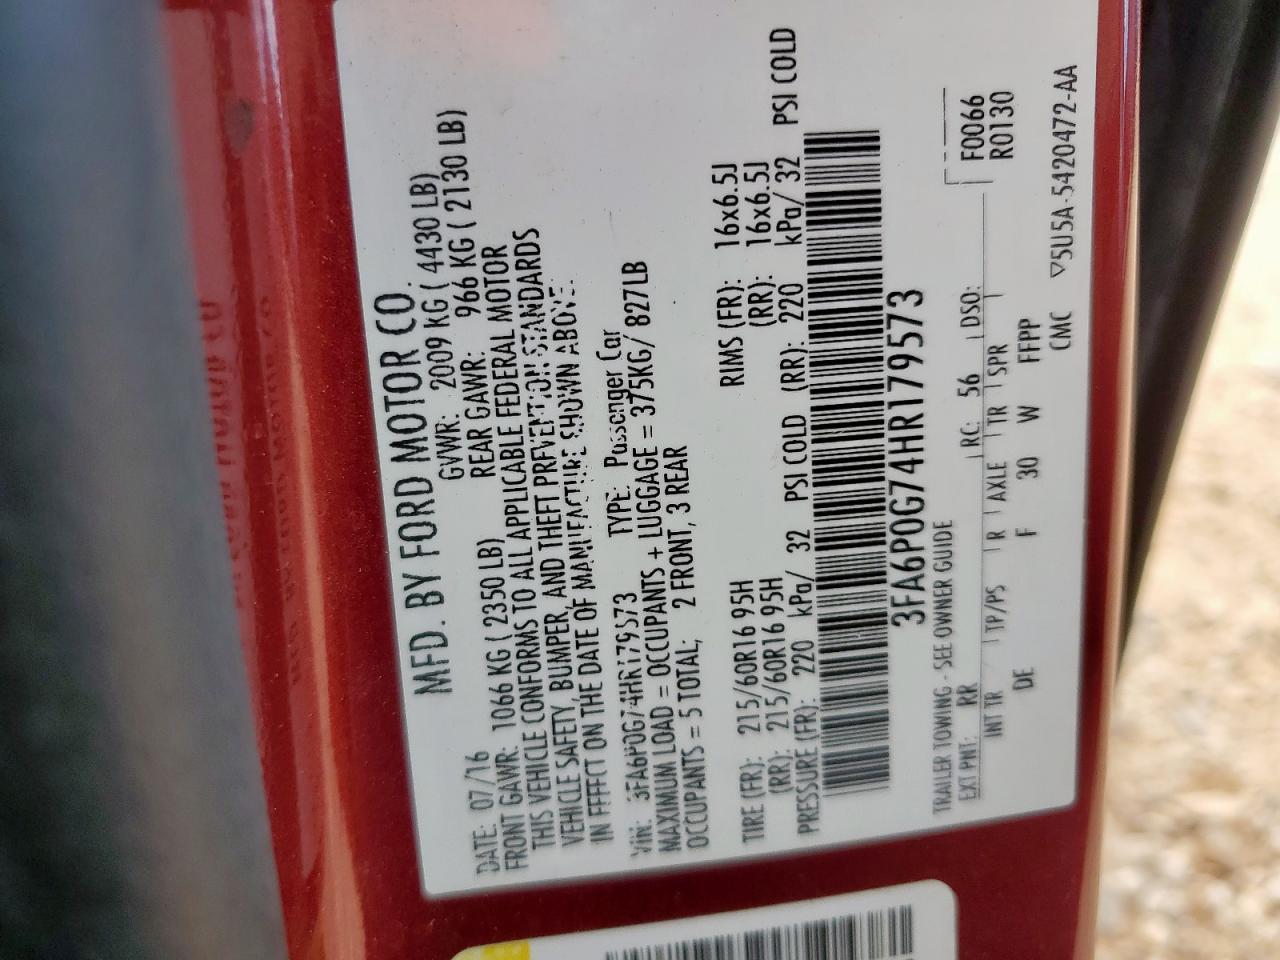 MFD. BY FORD MOTOR CO.
DATE: 07/16 GVWR: 2009 KG ( 4430 LB)
FRONT GAWR: 1066 KG ( 2350 LB) REAR GAWR: 966 KG ( 2130 LB)
THIS VEHICLE CONFORMS TO ALL APPLICABLE FEDERAL MOTOR
VEHICLE SAFETY, BUMPER, AND THEFT PREVENTION STANDARDS
IN EFFECT ON THE DATE OF MANUFACTURE SHOWN ABOVE.
VIN: 3FA6P0G74HR179573 TYPE: Passenger Car
MAXIMUM LOAD = OCCUPANTS + LUGGAGE = 375KG/ 827LB
OCCUPANTS = 5 TOTAL; 2 FRONT, 3 REAR
TIRE (FR): 215/60R16 95H RIMS (FR): 16x6.5J
(RR): 215/60R16 95H (RR): 16x6.5J
PRESSURE (FR): 220 kPa/ 32 PSI COLD (RR): 220 kPa/ 32 PSI COLD
3FA6P0G74HR179573
TRAILER TOWING - SEE OWNER GUIDE
EXT PNT: RR RC: 56 DSO: F0066
INT TR TP/PS R AXLE TR SPR R0130
DE F 30 W FFPP
CMC ▽5U5A-5420472-AA